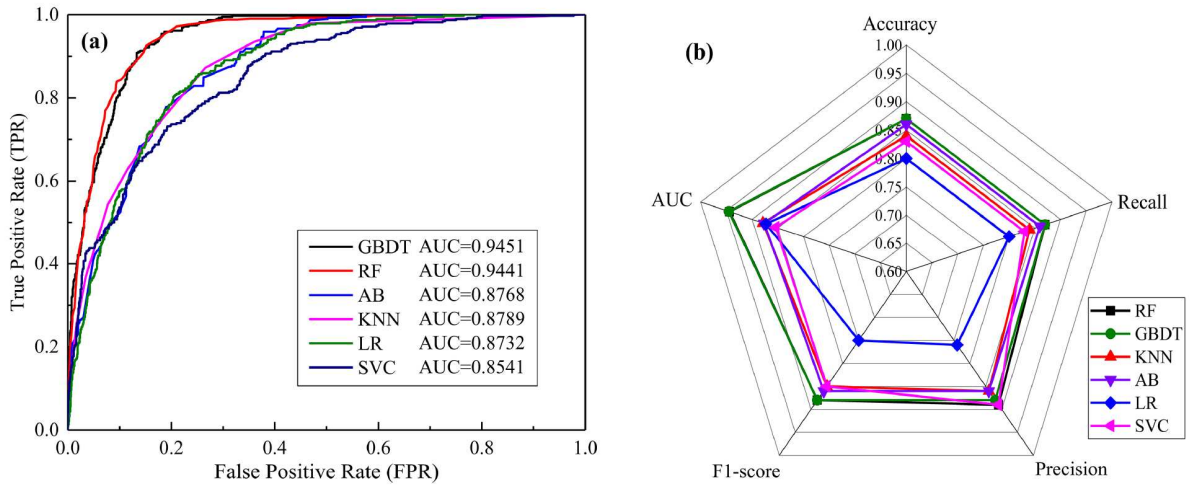 (a)
True Positive Rate (TPR)
1.0
0.8
0.6
0.4
0.2
0.0
GBDT AUC=0.9451
RF AUC=0.9441
AB AUC=0.8768
KNN AUC=0.8789
LR AUC=0.8732
SVC AUC=0.8541
0.0 0.2 0.4 0.6 0.8 1.0
False Positive Rate (FPR)
(b)
Accuracy
1.00
0.95
0.90
0.85
0.80
0.75
0.70
0.65
0.60
AUC
Recall
F1-score
Precision
RF
GBDT
KNN
AB
LR
SVC